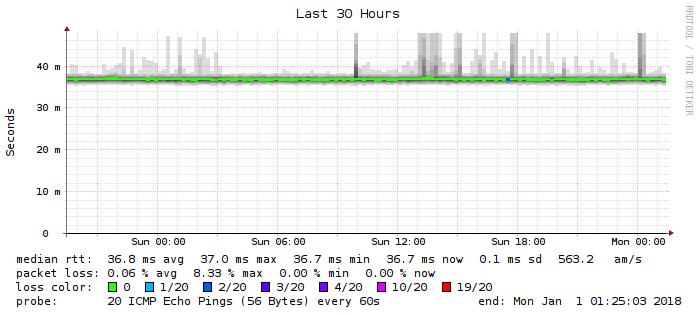 Last 30 Hours
RRDTOOL / TOBI OETIKER
Seconds
40 m
30 m
20 m
10 m
0
Sun 00:00 Sun 06:00 Sun 12:00 Sun 18:00 Mon 00:00
median rtt: 36.8 ms avg 37.0 ms max 36.7 ms min 36.7 ms now 0.1 ms sd 563.2 am/s
packet loss: 0.06 % avg 8.33 % max 0.00 % min 0.00 % now
loss color: 0 1/20 2/20 3/20 4/20 10/20 19/20
probe: 20 ICMP Echo Pings (56 Bytes) every 60s end: Mon Jan 1 01:25:03 2018